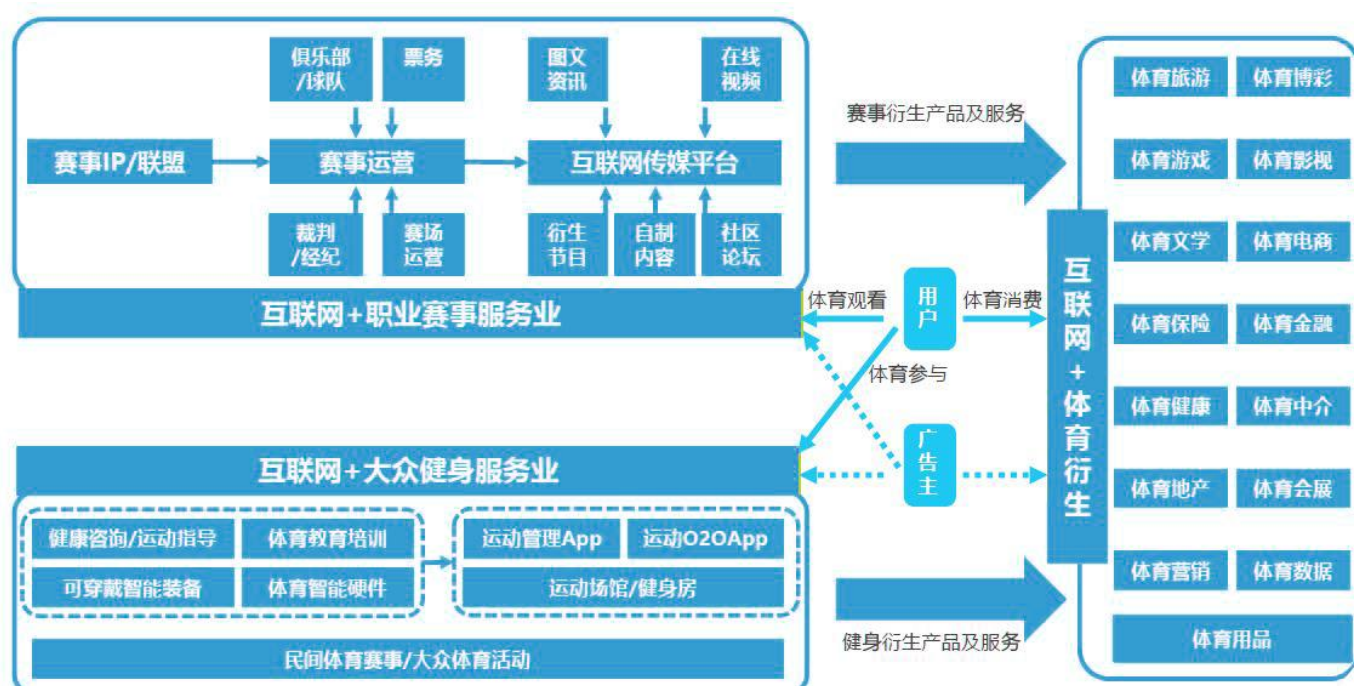 俱乐部
/球队
票务
图文
资讯
在线
视频
赛事IP/联盟
赛事运营
互联网传媒平台
裁判
/经纪
赛场
运营
衍生
节目
自制
内容
社区
论坛
互联网+职业赛事服务业
赛事衍生产品及服务
体育观看
用户
体育消费
体育参与
广告主
互联网+大众健身服务业
健康咨询/运动指导
体育教育培训
可穿戴智能装备
体育智能硬件
运动管理App
运动O2OApp
运动场馆/健身房
民间体育赛事/大众体育活动
健身衍生产品及服务
互联网+体育衍生
体育旅游
体育博彩
体育游戏
体育影视
体育文学
体育电商
体育保险
体育金融
体育健康
体育中介
体育地产
体育会展
体育营销
体育数据
体育用品